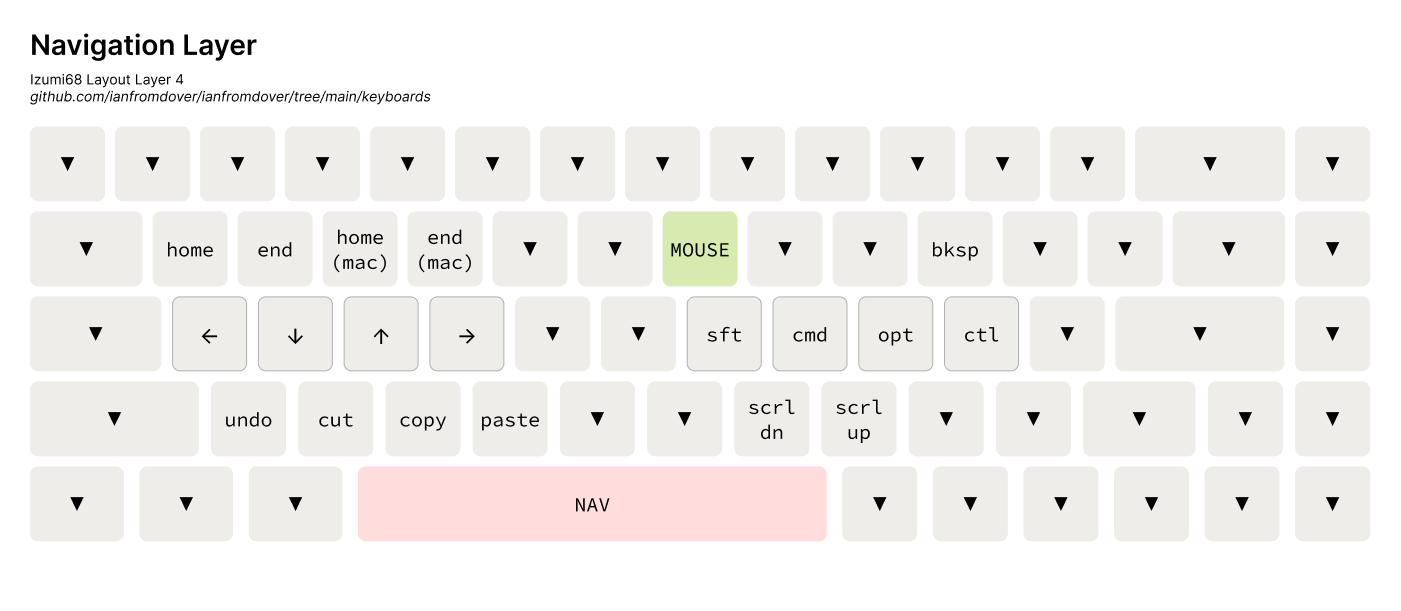 Navigation Layer
Izumi68 Layout Layer 4
github.com/ianfromdover/ianfromdover/tree/main/keyboards
▼ ▼ ▼ ▼ ▼ ▼ ▼ ▼ ▼ ▼ ▼ ▼ ▼ ▼ ▼
▼ home end home (mac) end (mac) ▼ ▼ MOUSE ▼ ▼ bksp ▼ ▼ ▼ ▼
▼ ← ↓ ↑ → ▼ ▼ sft cmd opt ctl ▼ ▼ ▼
▼ undo cut copy paste ▼ ▼ scrl dn scrl up ▼ ▼ ▼ ▼ ▼
▼ ▼ ▼ NAV ▼ ▼ ▼ ▼ ▼ ▼